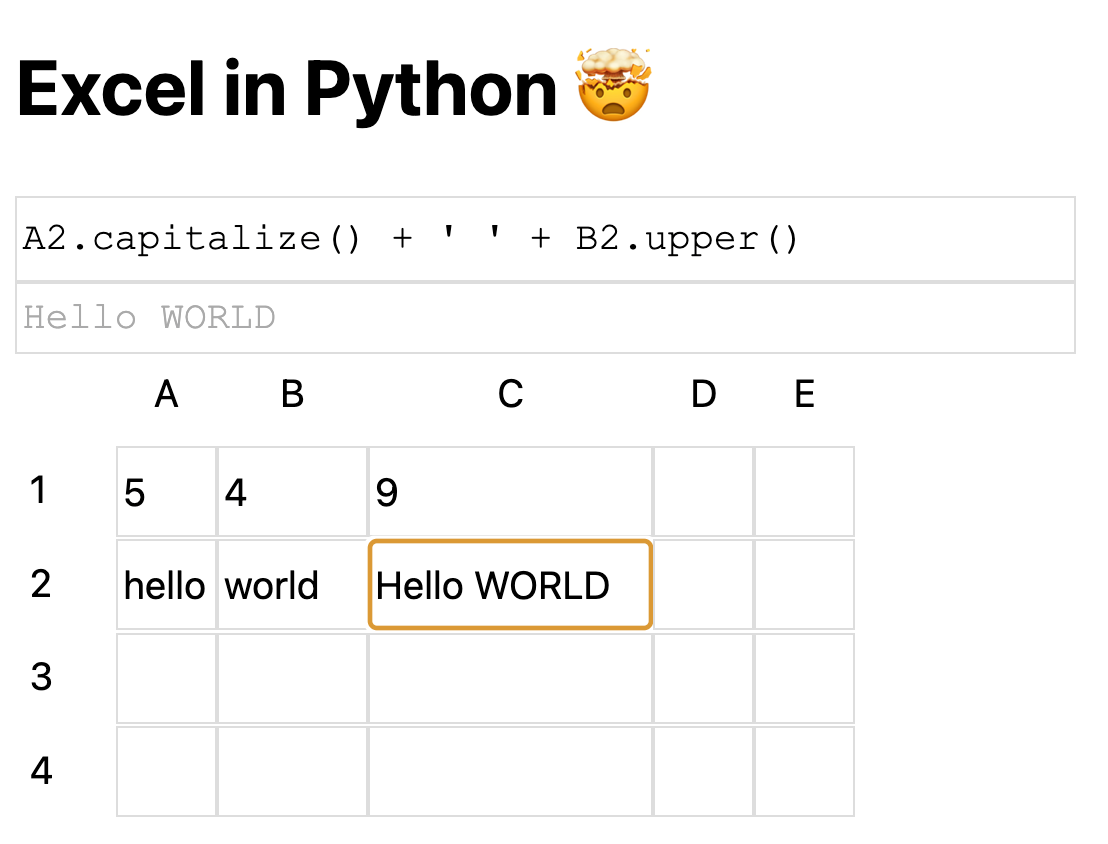 Excel in Python 🤯
A2.capitalize() + ' ' + B2.upper()
Hello WORLD
A B C D E
1 5 4 9
2 hello world Hello WORLD
3
4